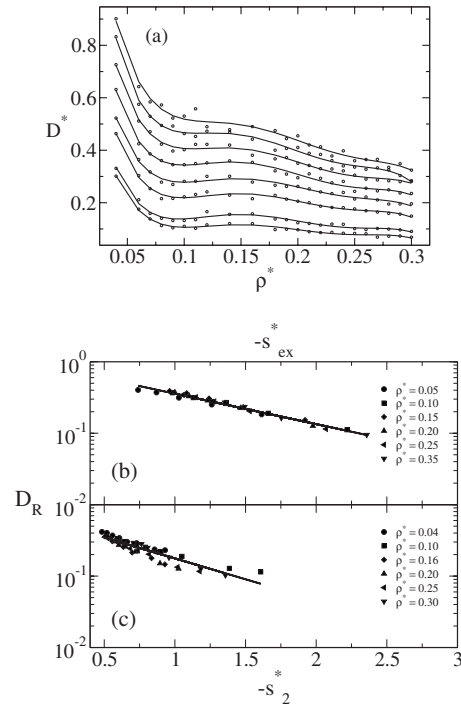 (a)
0.8
0.6
0.4
0.2
D*
0.05 0.1 0.15 0.2 0.25 0.3
ρ*
-s*ex
10^0
10^-1
(b)
ρ* = 0.05
ρ* = 0.10
ρ* = 0.15
ρ* = 0.20
ρ* = 0.25
ρ* = 0.35
D_R
10^-2
10^-1
10^-2
(c)
ρ* = 0.04
ρ* = 0.10
ρ* = 0.16
ρ* = 0.20
ρ* = 0.25
ρ* = 0.30
0.5 1 1.5 2 2.5 3
-s*2